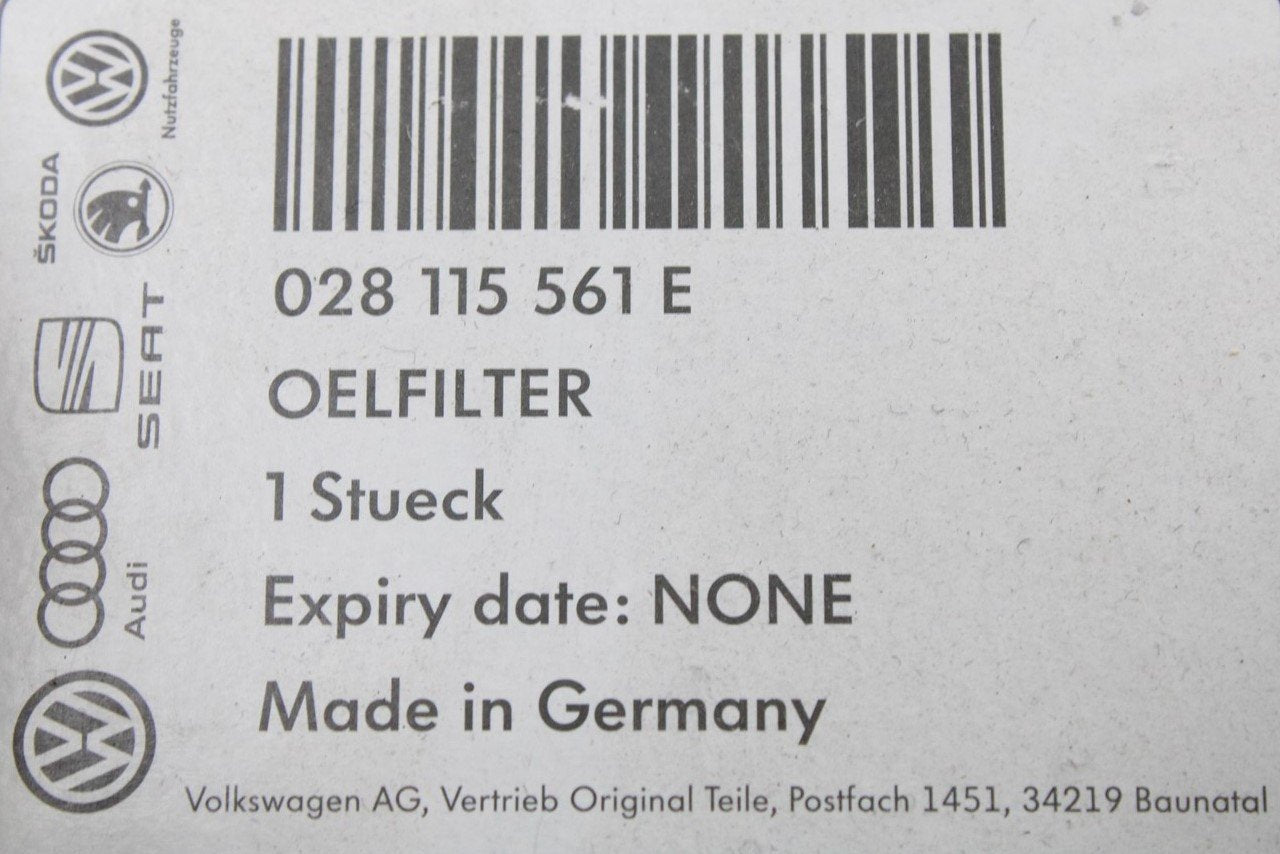 028 115 561 E
OELFILTER
1 Stueck
Expiry date: NONE
Made in Germany
Volkswagen AG, Vertrieb Original Teile, Postfach 1451, 34219 Baunatal
Nutzfahrzeuge
ŠKODA
SEAT
Audi